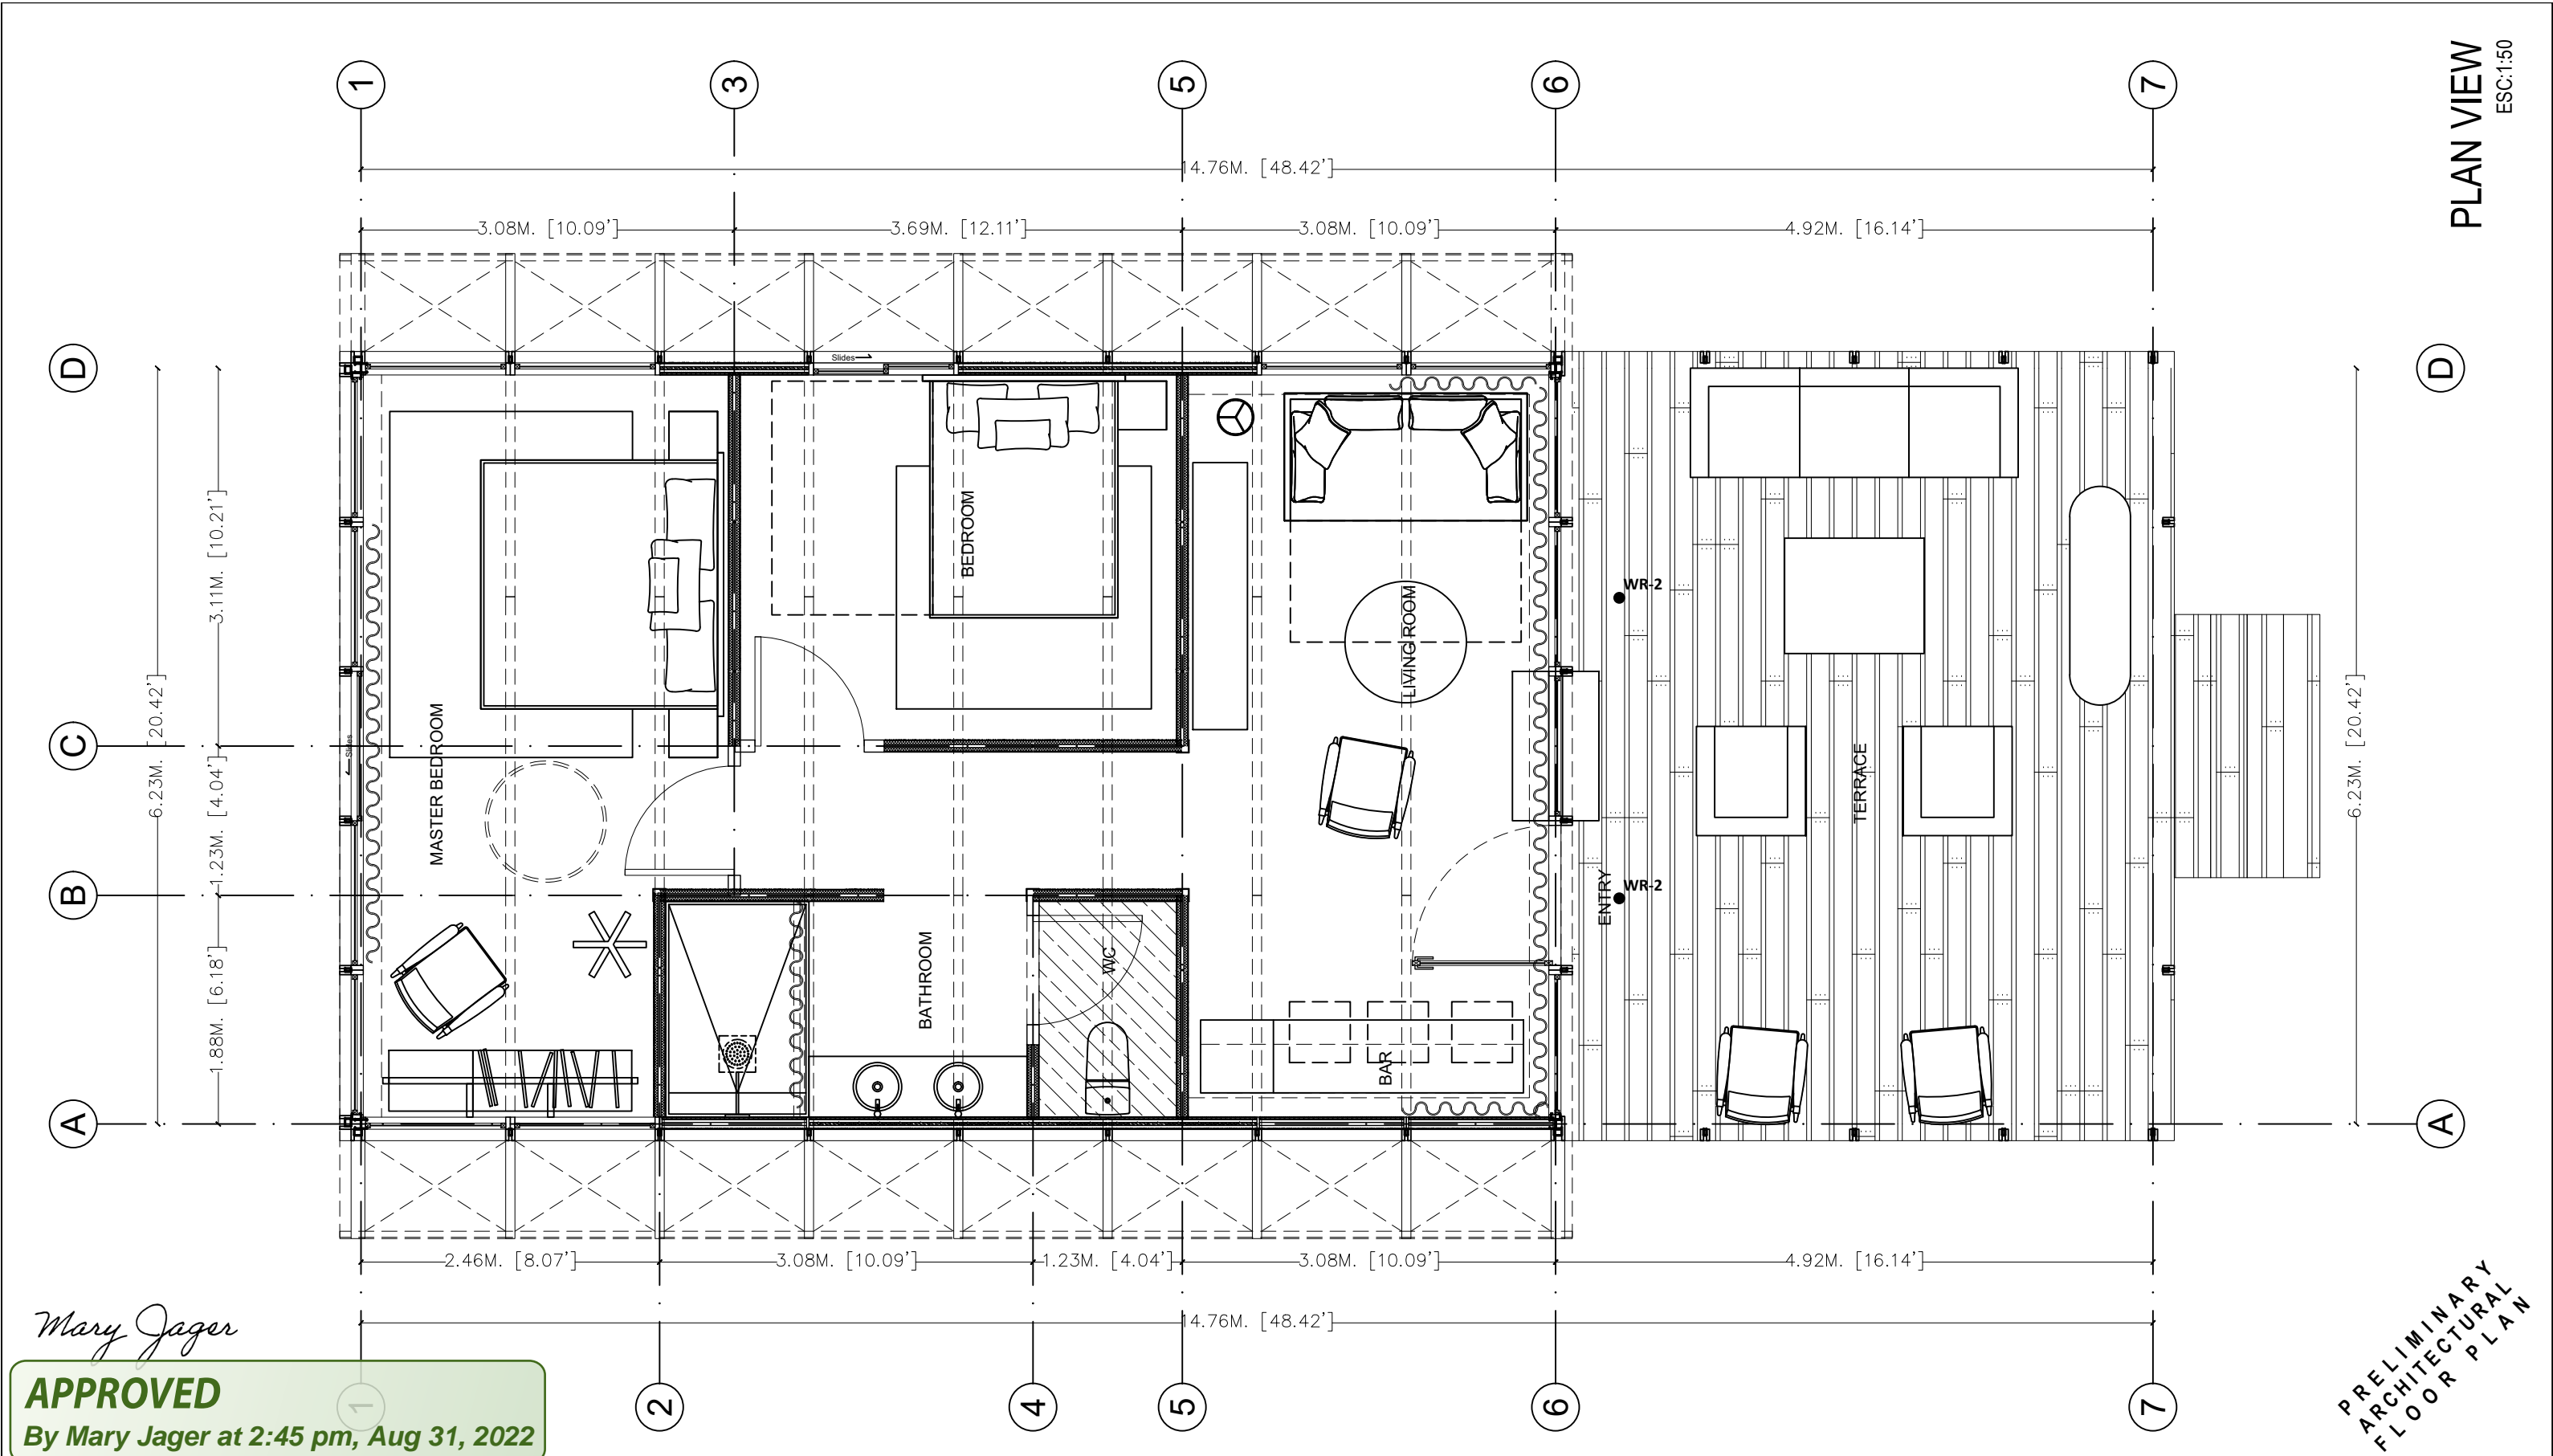 PLAN VIEW
ESC:1:50
1
3
5
6
7
14.76M. [48.42']
3.08M. [10.09']
3.69M. [12.11']
3.08M. [10.09']
4.92M. [16.14']
D
D
C
B
A
A
6.23M. [20.42']
3.11M. [10.21']
1.23M. [4.04']
1.88M. [6.18']
6.23M. [20.42']
Slides
Slides
MASTER BEDROOM
BEDROOM
LIVING ROOM
BATHROOM
WC
BAR
ENTRY
WR-2
WR-2
TERRACE
2.46M. [8.07']
3.08M. [10.09']
1.23M. [4.04']
3.08M. [10.09']
4.92M. [16.14']
14.76M. [48.42']
1
2
4
5
6
7
Mary Jager
APPROVED
By Mary Jager at 2:45 pm, Aug 31, 2022
PRELIMINARY
ARCHITECTURAL
FLOOR PLAN